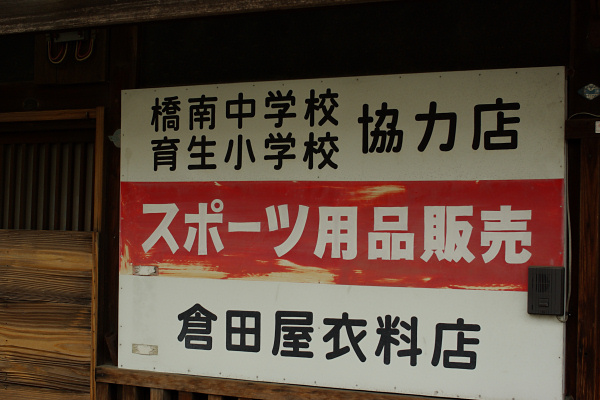 橋南中学校
育生小学校
協力店
スポーツ用品販売
倉田屋衣料店